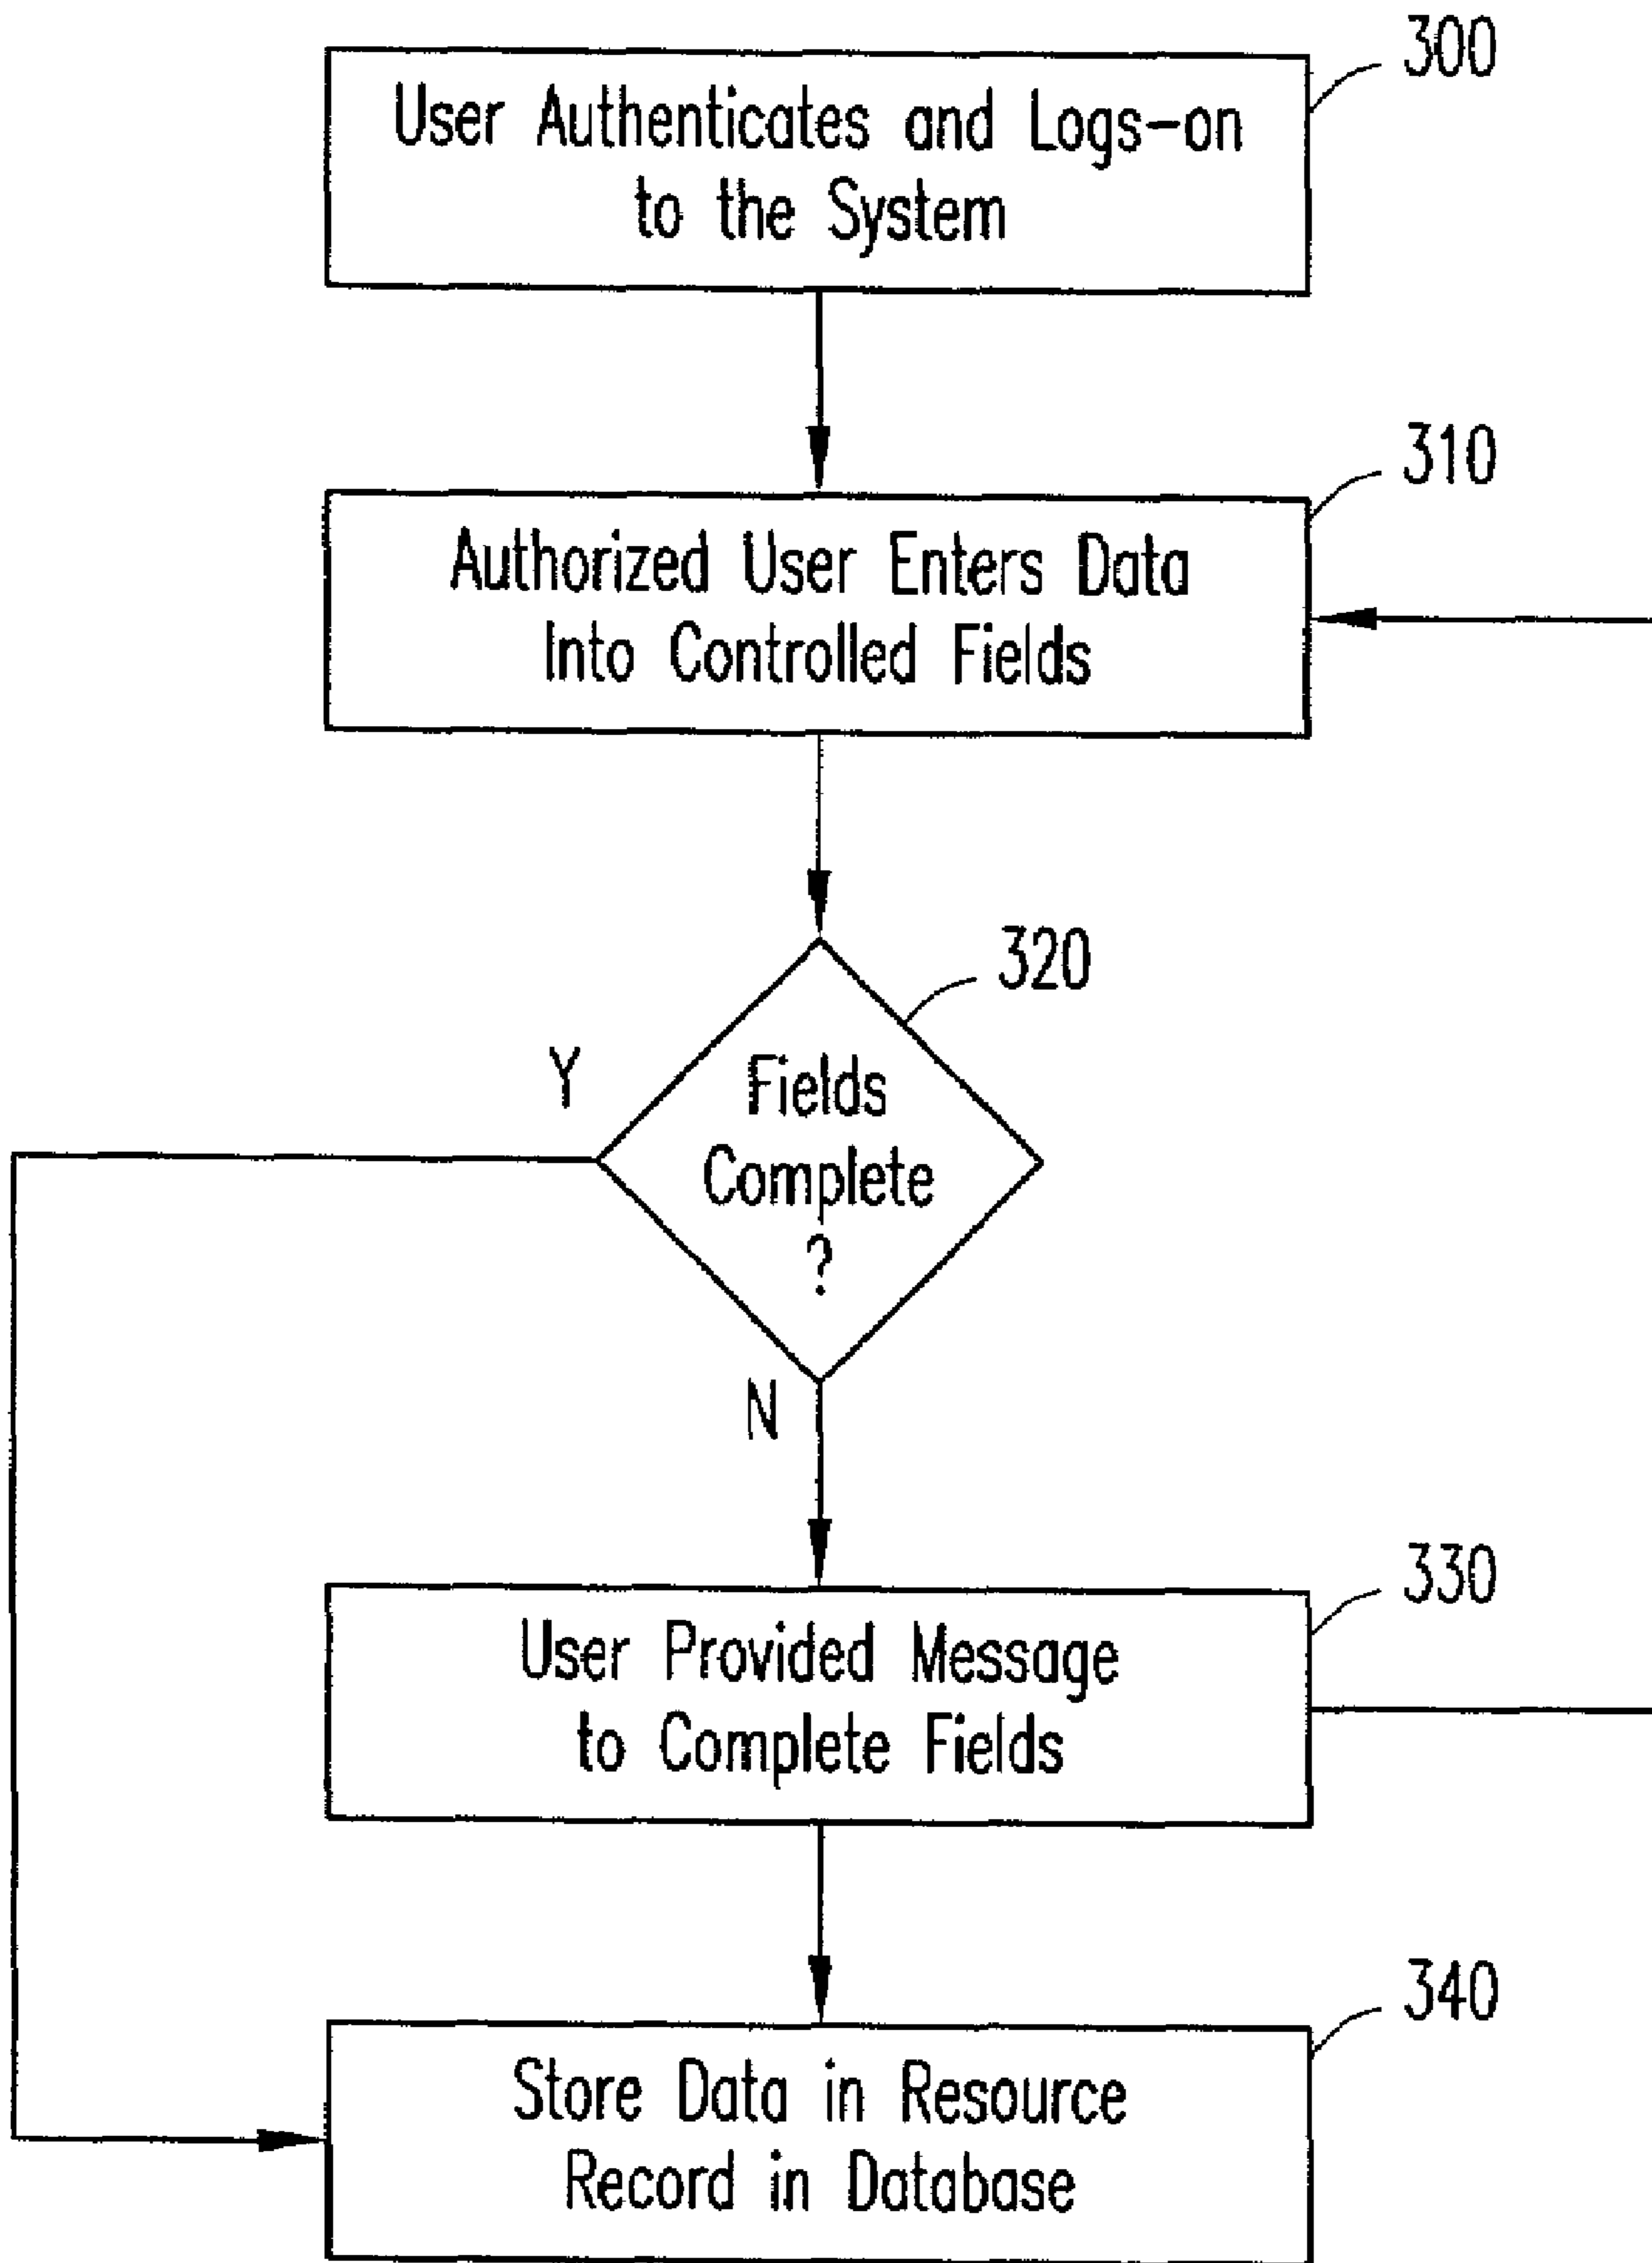 300
User Authenticates and Logs-on
to the System
310
Authorized User Enters Data
Into Controlled Fields
320
Y
Fields
Complete
?
N
330
User Provided Message
to Complete Fields
340
Store Data in Resource
Record in Database